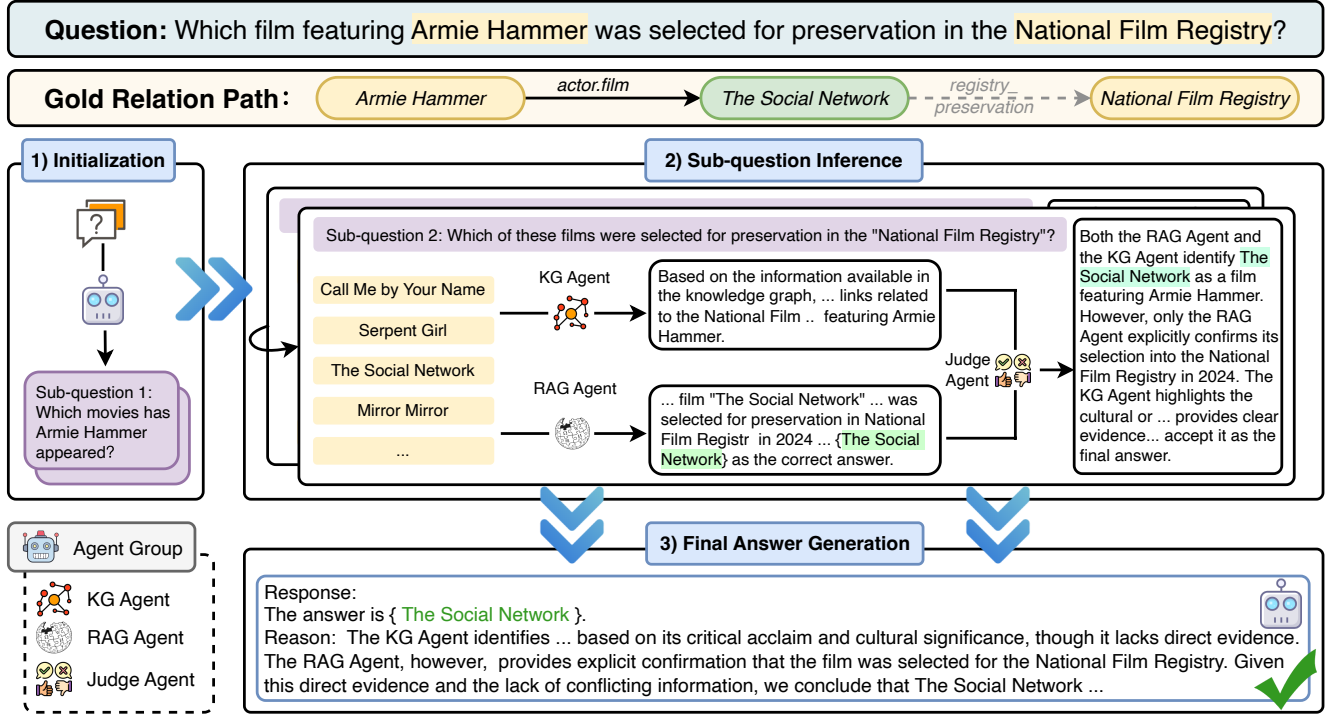 Question: Which film featuring Armie Hammer was selected for preservation in the National Film Registry?
Gold Relation Path:
Armie Hammer
actor.film
The Social Network
registry_
preservation
National Film Registry
1) Initialization
?
Sub-question 1:
Which movies has
Armie Hammer
appeared?
2) Sub-question Inference
Sub-question 2: Which of these films were selected for preservation in the "National Film Registry"?
Call Me by Your Name
Serpent Girl
The Social Network
Mirror Mirror
...
KG Agent
RAG Agent
Based on the information available in
the knowledge graph, ... links related
to the National Film .. featuring Armie
Hammer.
... film "The Social Network" ... was
selected for preservation in National
Film Registr in 2024 ... {The Social
Network} as the correct answer.
Judge
Agent
Both the RAG Agent and
the KG Agent identify The
Social Network as a film
featuring Armie Hammer.
However, only the RAG
Agent explicitly confirms its
selection into the National
Film Registry in 2024. The
KG Agent highlights the
cultural or ... provides clear
evidence... accept it as the
final answer.
Agent Group
KG Agent
RAG Agent
Judge Agent
3) Final Answer Generation
Response:
The answer is { The Social Network }.
Reason: The KG Agent identifies ... based on its critical acclaim and cultural significance, though it lacks direct evidence.
The RAG Agent, however, provides explicit confirmation that the film was selected for the National Film Registry. Given
this direct evidence and the lack of conflicting information, we conclude that The Social Network ...